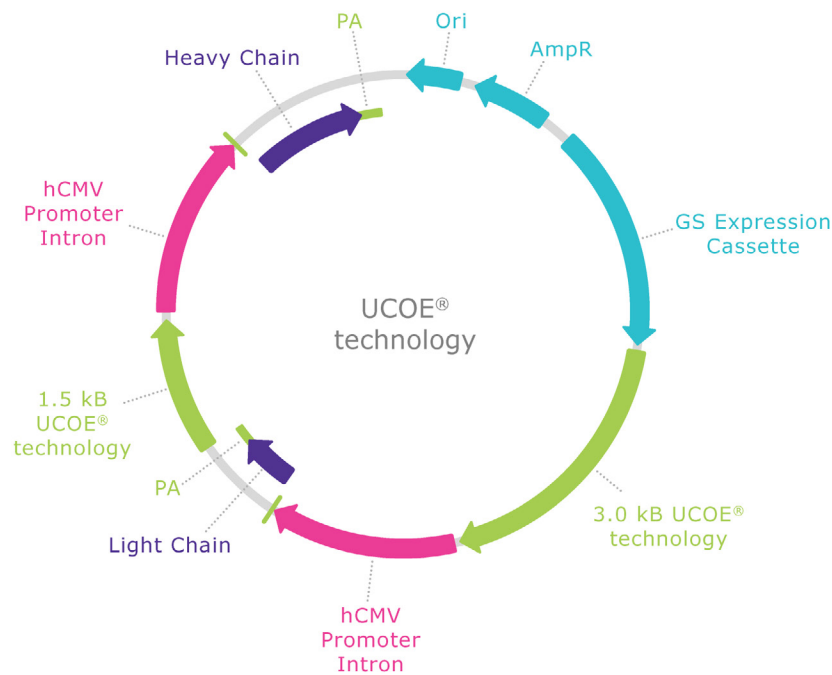 PA
Ori
Heavy Chain
AmpR
hCMV
Promoter
Intron
GS Expression
Cassette
UCOE®
technology
1.5 kB
UCOE®
technology
PA
3.0 kB UCOE®
technology
Light Chain
hCMV
Promoter
Intron